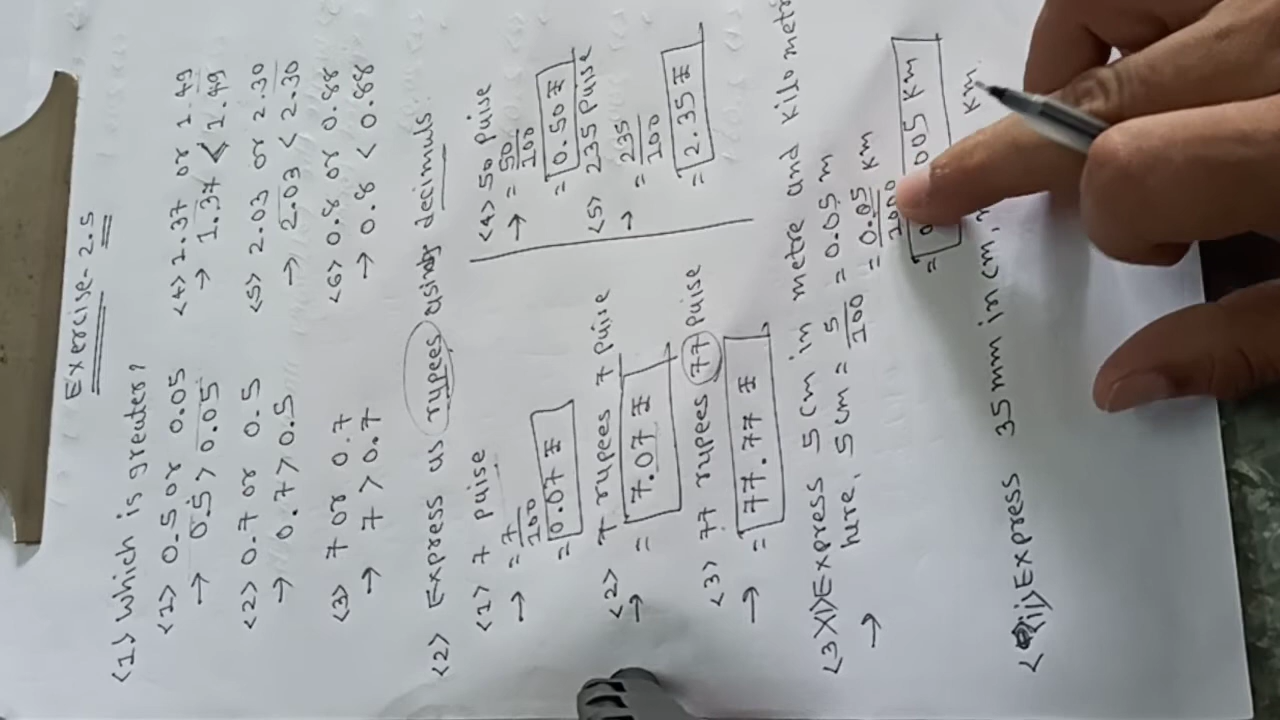 Exercise-2.5
<1> Which is greater?
<1> 0.5 or 0.05
→ 0.5 > 0.05
<2> 0.7 or 0.5
→ 0.7 > 0.5
<3> 7 or 0.7
→ 7 > 0.7
<4> 2.37 or 1.49
→ 1.37 < 1.49
<5> 2.03 or 2.30
→ 2.03 < 2.30
<6> 0.8 or 0.88
→ 0.8 < 0.88
<2> Express as rupees using decimals
<1> 7 paise
→ = 7/100
= 0.07 ₹
<2> 7 rupees 7 paise
→ = 7.07 ₹
<3> 77 rupees 77 paise
→ = 77.77 ₹
<4> 50 paise
→ = 50/100
= 0.50 ₹
<5> 235 paise
→ = 235/100
= 2.35 ₹
<3> i> Express 5 cm in metre and kilometre
→ here, 5 cm = 5/100 = 0.05 m
= 0.05/1000 km
= 005 km
ii> Express 35 mm in cm, km